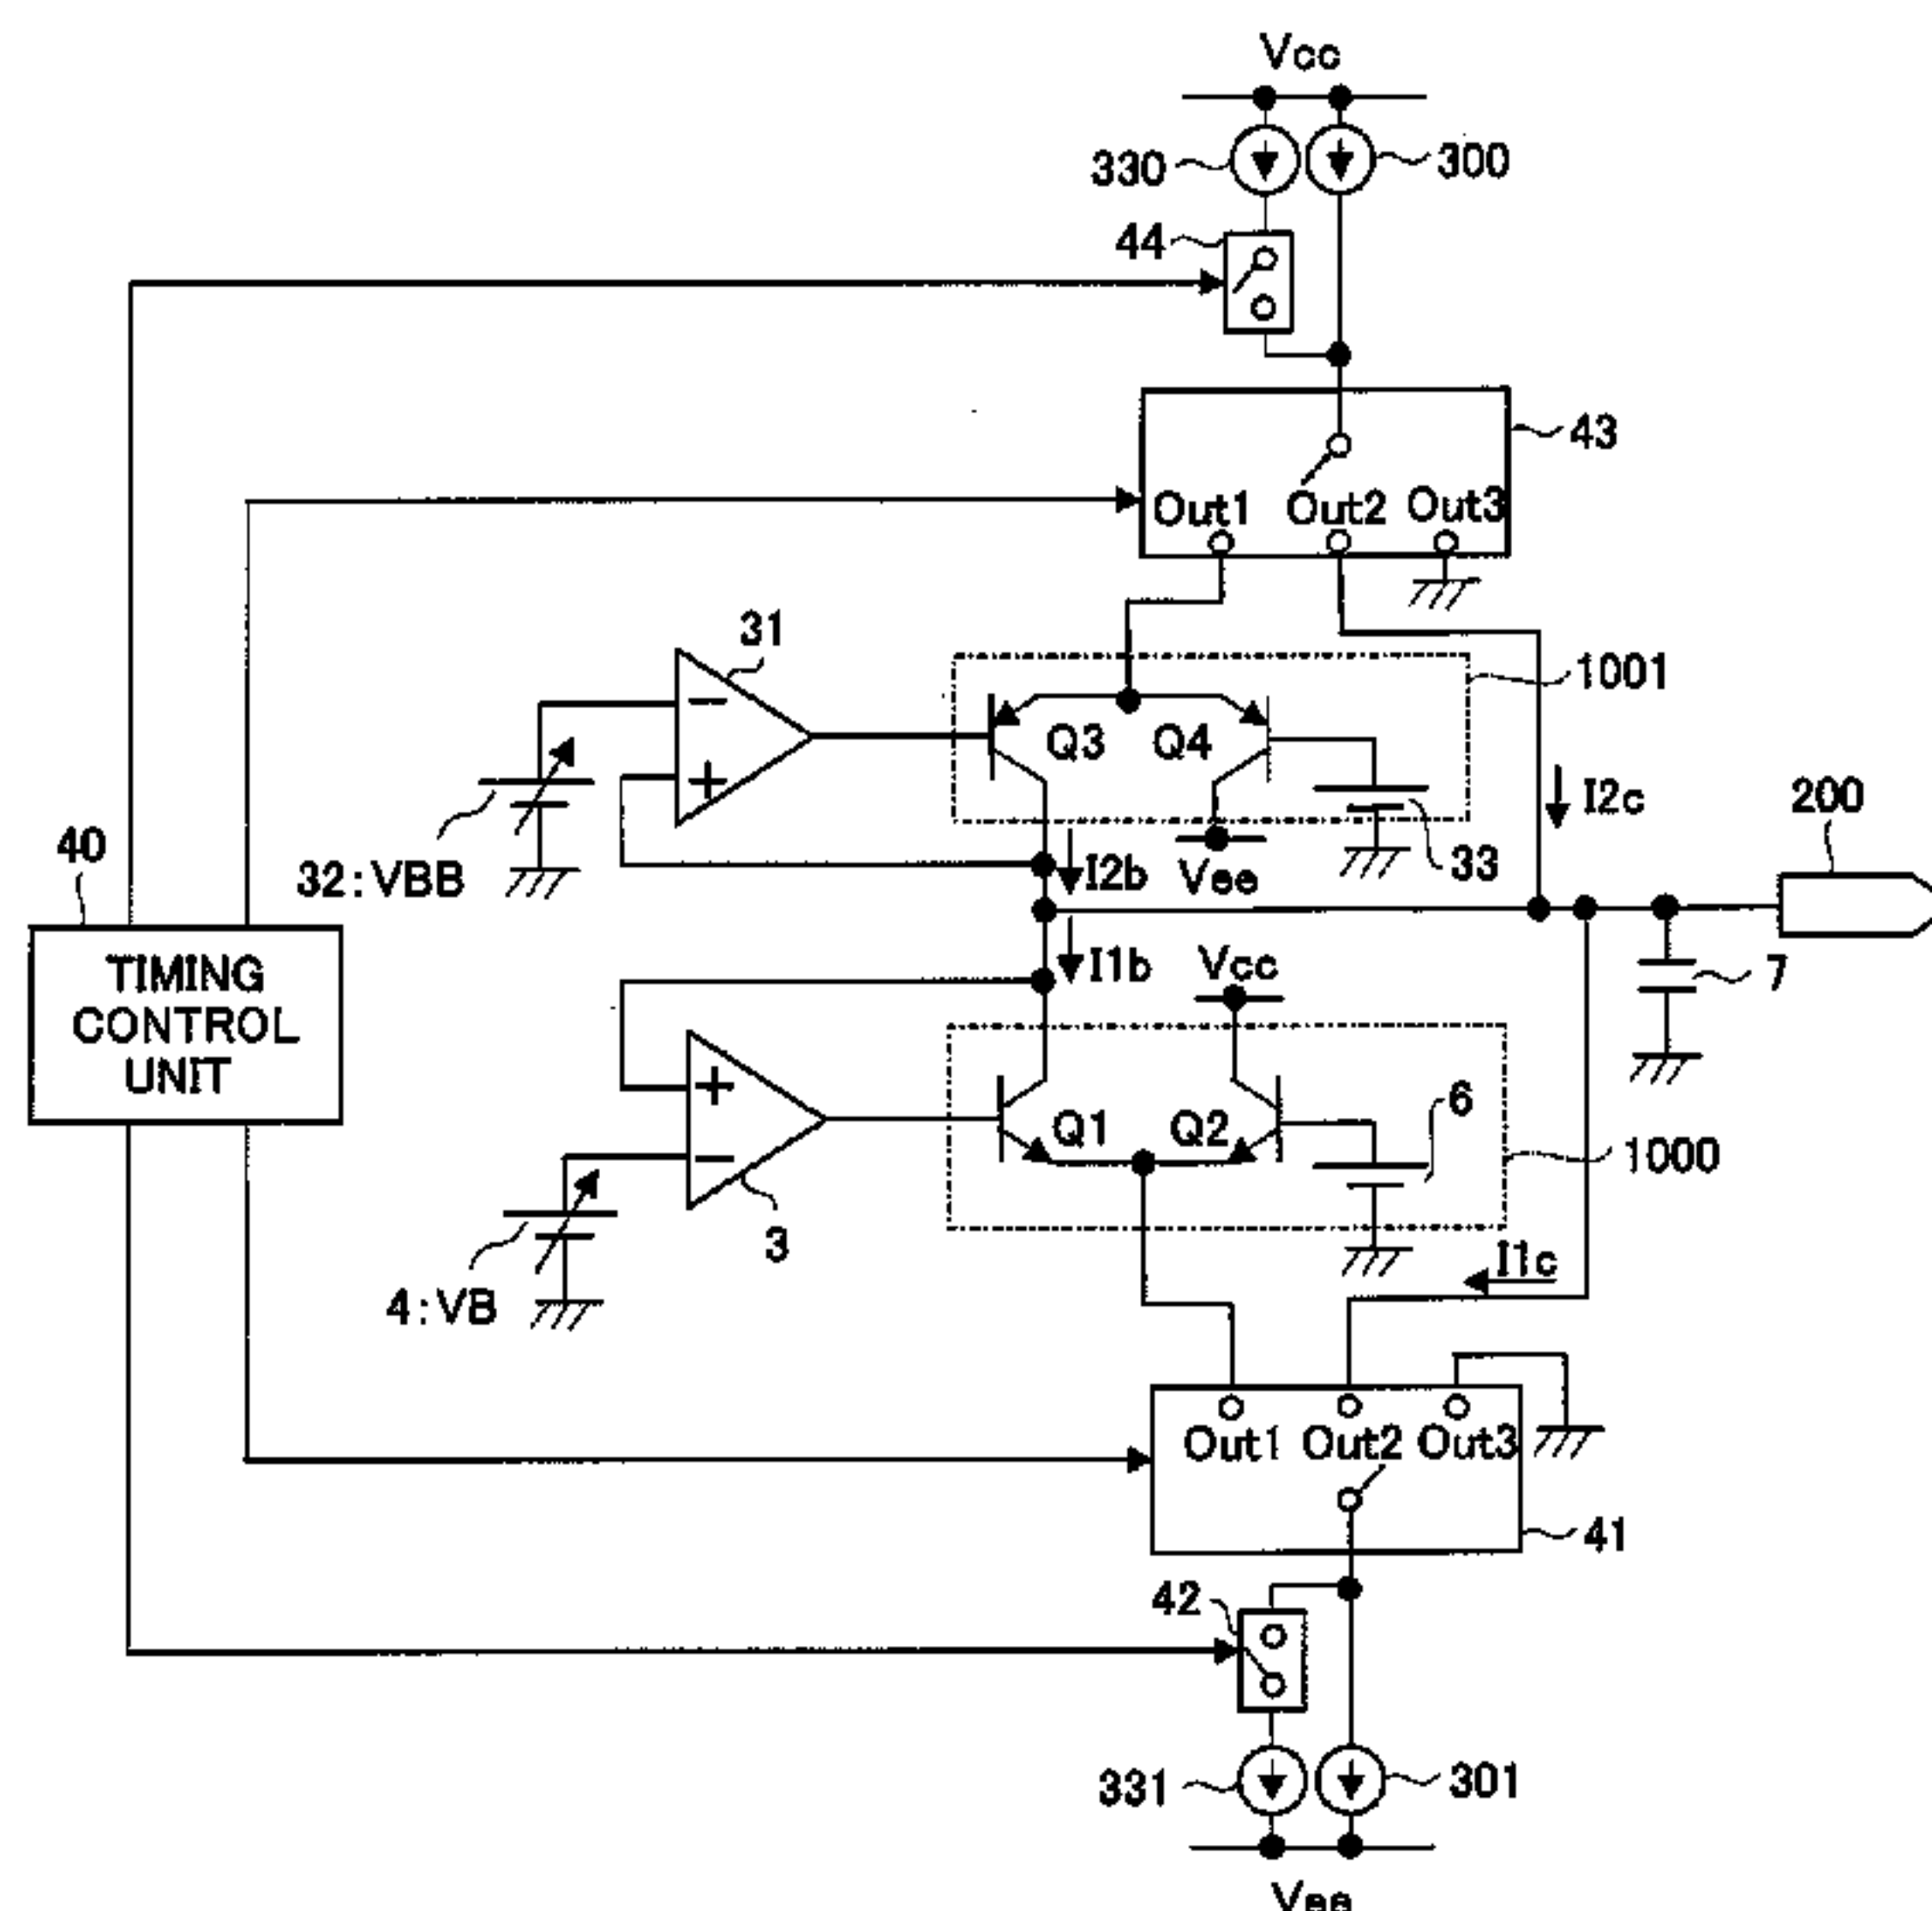 Vcc
330
300
44
43
Out1 Out2 Out3
31
1001
Q3 Q4
I2c
200
40
32:VBB
I2b
Vee
33
TIMING
CONTROL
UNIT
I1b
Vcc
7
Q1 Q2
6
1000
3
I1c
4:VB
Out1 Out2 Out3
41
42
331
301
Vee